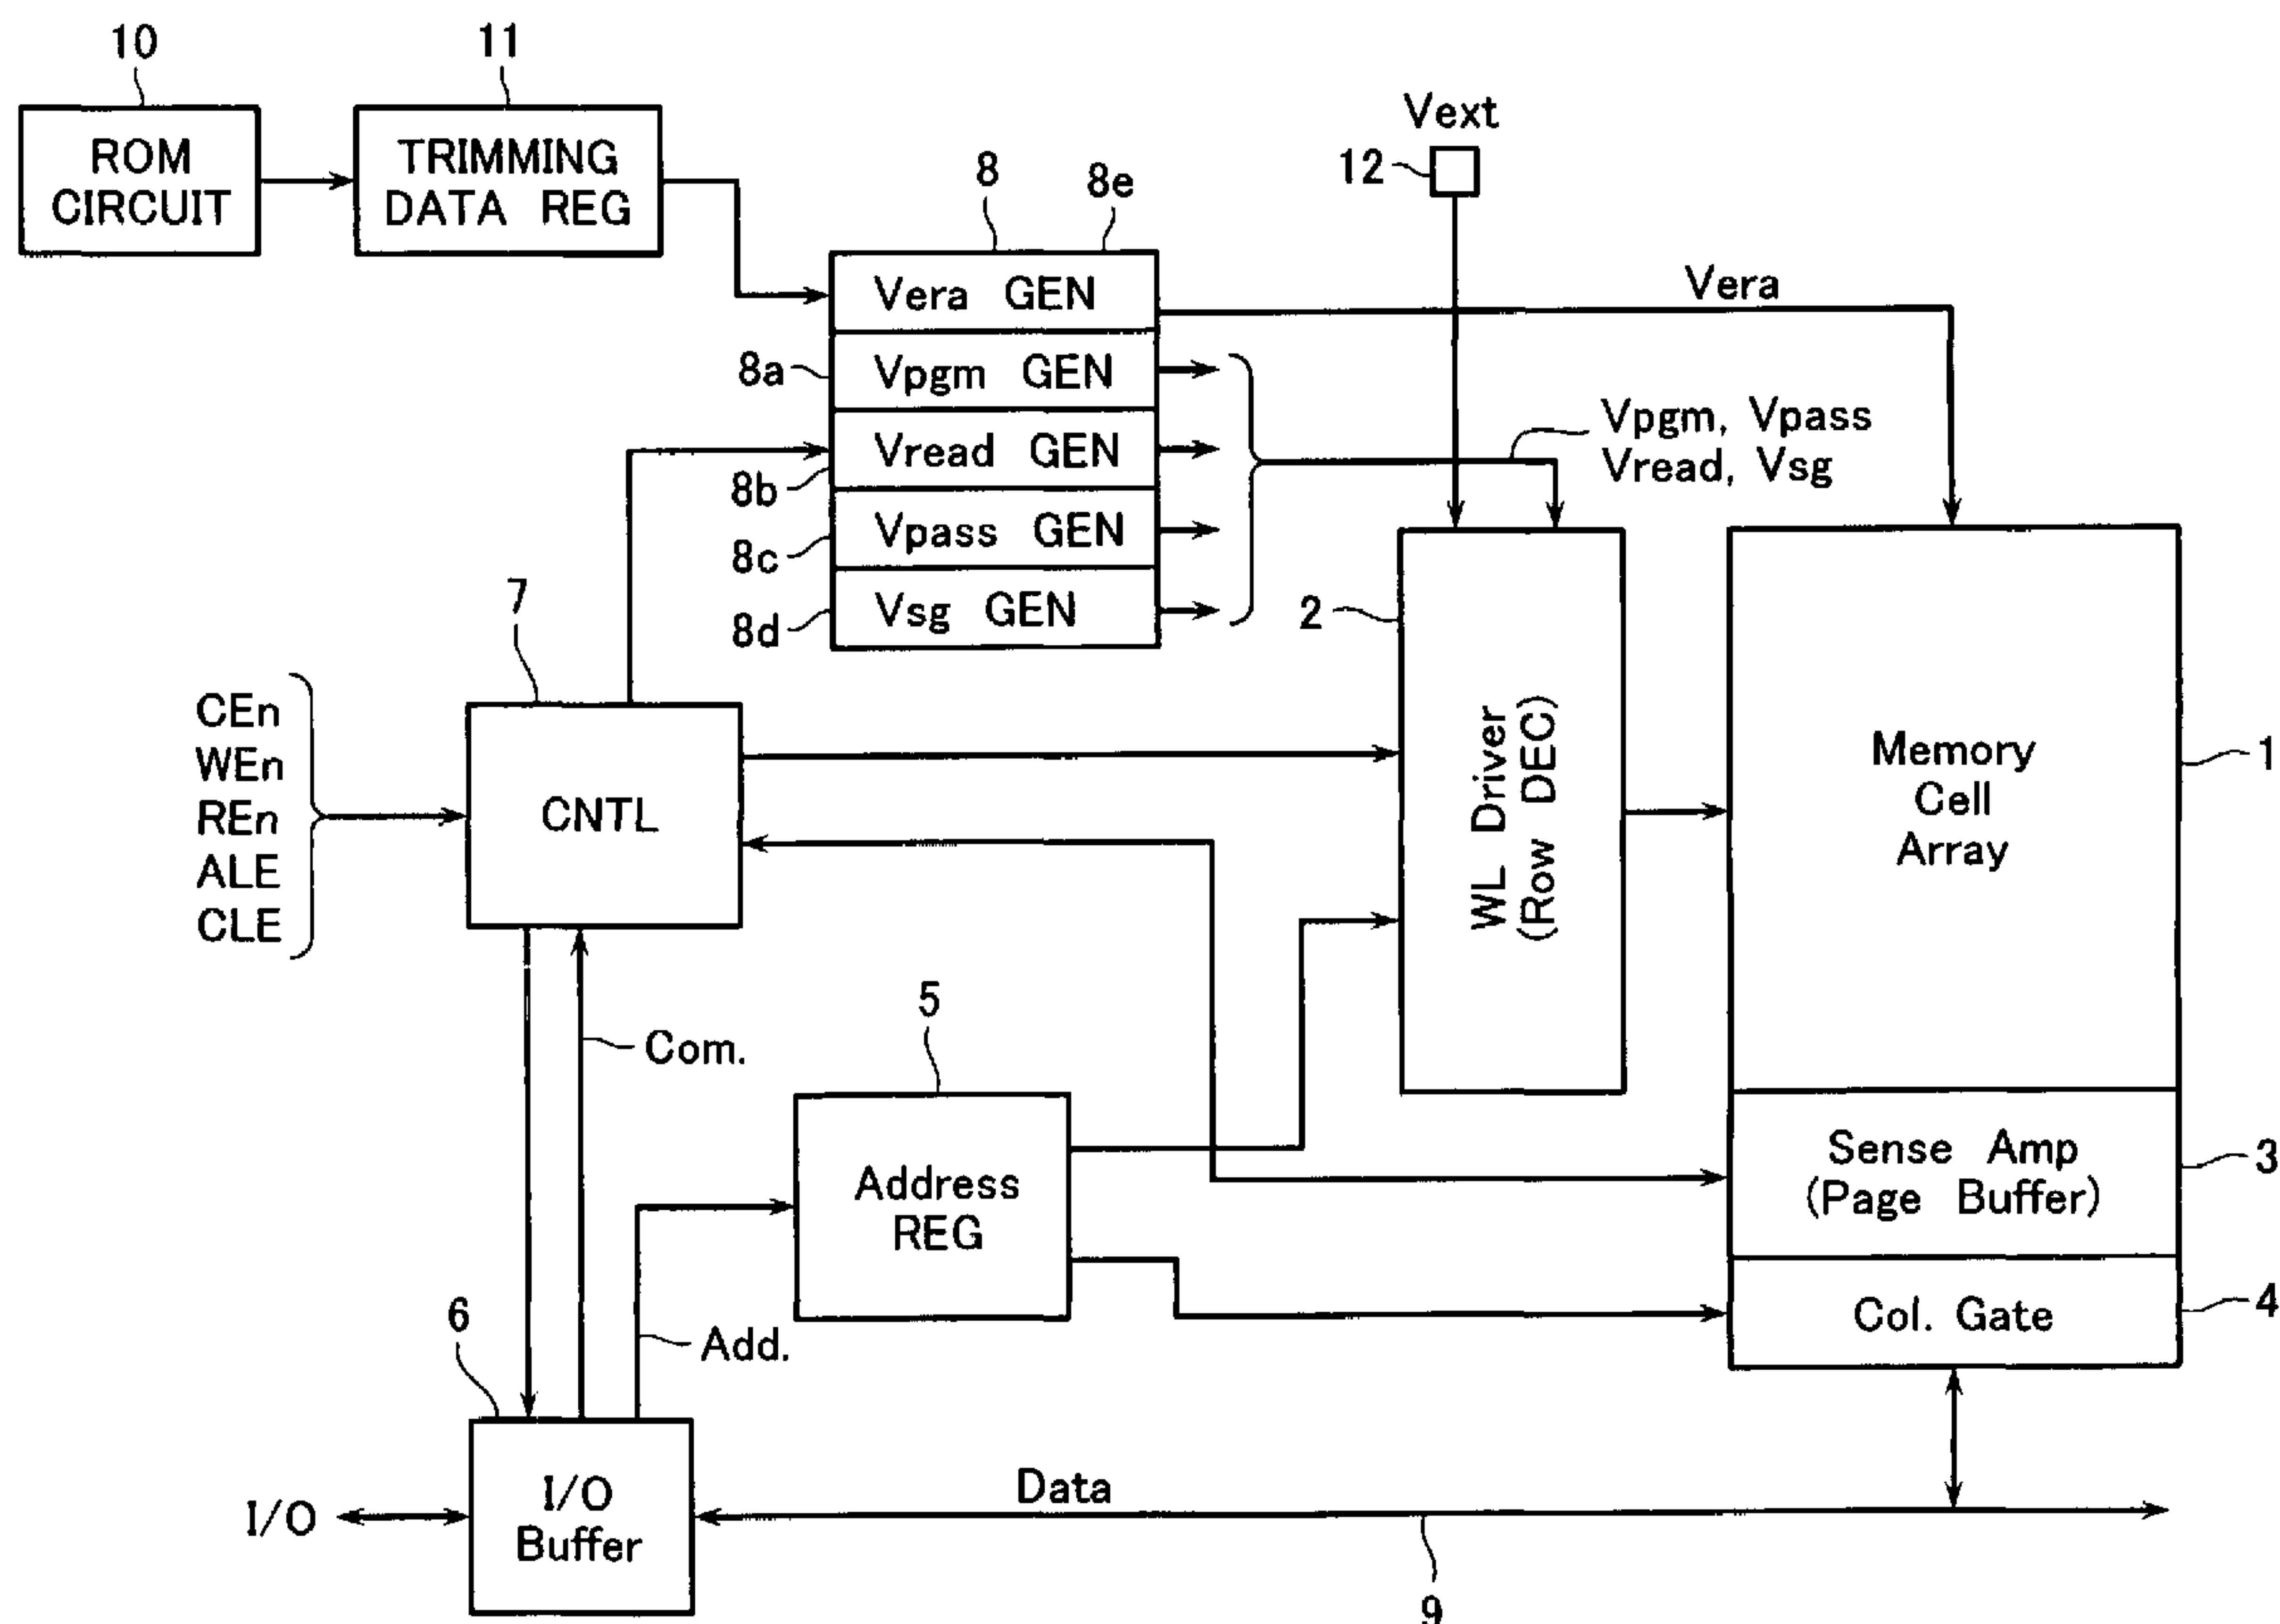 10
11
ROM
CIRCUIT
TRIMMING
DATA REG
Vext
12
8
8e
Vera GEN
Vera
8a
Vpgm GEN
Vread GEN
8b
Vpass GEN
8c
Vsg GEN
8d
Vpgm, Vpass
Vread, Vsg
2
7
CEn
WEn
REn
ALE
CLE
CNTL
WL Driver
(Row DEC)
Memory
Cell
Array
1
Com.
5
Address
REG
Sense Amp
(Page Buffer)
3
Col. Gate
4
6
Add.
I/O
I/O
Buffer
Data
9